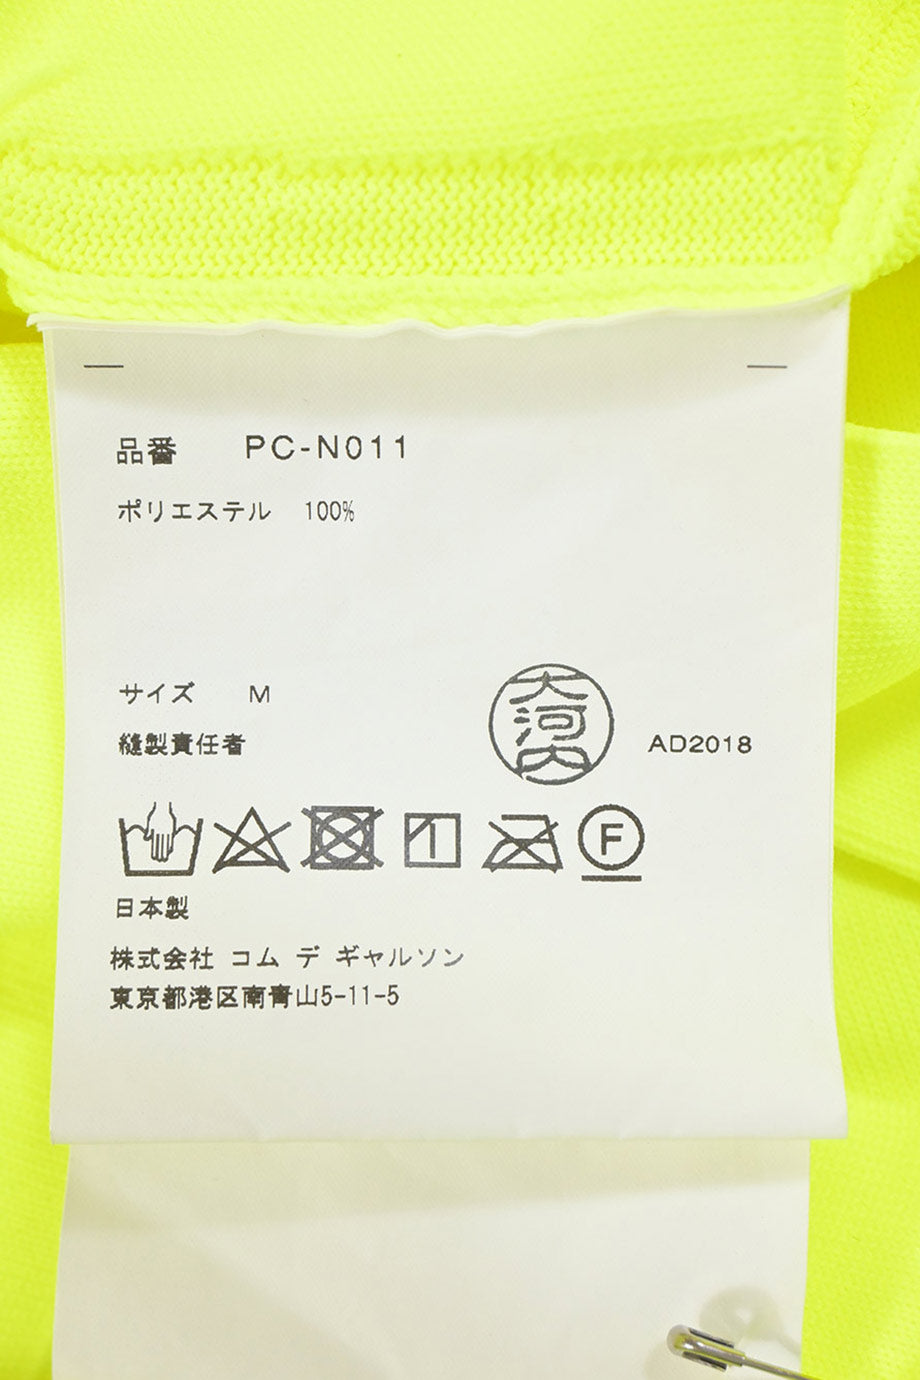 品番 PC-N011
ポリエステル 100%
サイズ M
縫製責任者 大河内 AD2018
F
日本製
株式会社 コム デ ギャルソン
東京都港区南青山5-11-5